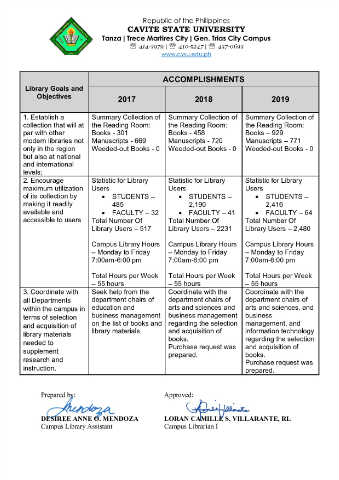 Republic of the Philippines
CAVITE STATE UNIVERSITY
Tanza | Trece Martires City | Gen. Trias City Campus
☏ 414-3979 | ☏ 410-5247 | ☏ 437-0693
www.cvsu.edu.ph
Library Goals and
Objectives
ACCOMPLISHMENTS
2017
2018
2019
1. Establish a
collection that will at
par with other
modern libraries not
only in the region
but also at national
and international
levels;
Summary Collection of
the Reading Room:
Books - 301
Manuscripts - 669
Weeded-out Books - 0
Summary Collection of
the Reading Room:
Books - 458
Manuscripts - 720
Weeded-out Books - 0
Summary Collection of
the Reading Room:
Books – 929
Manuscripts – 771
Weeded-out Books - 0
2. Encourage
maximum utilization
of its collection by
making it readily
available and
accessible to users
Statistic for Library
Users
• STUDENTS –
485
• FACULTY – 32
Total Number Of
Library Users – 517
Campus Library Hours
– Monday to Friday
7:00am-6:00 pm
Total Hours per Week
– 55 hours
Statistic for Library
Users
• STUDENTS –
2,190
• FACULTY – 41
Total Number Of
Library Users – 2231
Campus Library Hours
– Monday to Friday
7:00am-6:00 pm
Total Hours per Week
– 55 hours
Statistic for Library
Users
• STUDENTS –
2,416
• FACULTY – 64
Total Number Of
Library Users – 2,480
Campus Library Hours
– Monday to Friday
7:00am-6:00 pm
Total Hours per Week
– 55 hours
3. Coordinate with
all Departments
within the campus in
terms of selection
and acquisition of
library materials
needed to
supplement
research and
instruction.
Seek help from the
department chairs of
education and
business management
on the list of books and
library materials
Coordinate with the
department chairs of
arts and sciences and
business management
regarding the selection
and acquisition of
books.
Purchase request was
prepared.
Coordinate with the
department chairs of
arts and sciences, and
business
management, and
information technology
regarding the selection
and acquisition of
books.
Purchase request was
prepared.
Prepared by:
DESIREE ANNE O. MENDOZA
Campus Library Assistant
Approved:
LORAN CAMILLE S. VILLARANTE, RL
Campus Librarian I